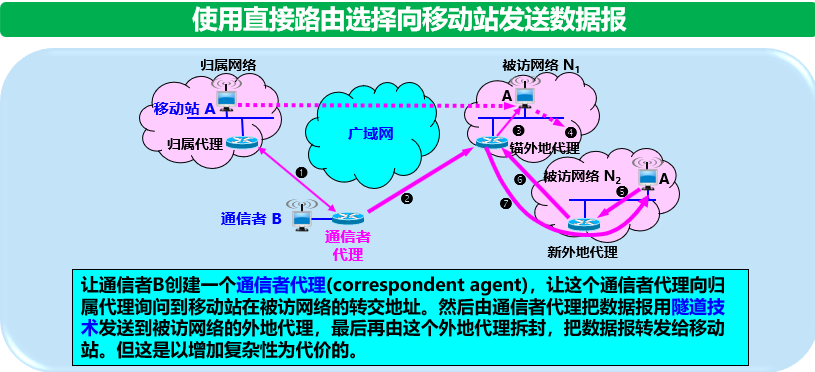 使用直接路由选择向移动站发送数据报
归属网络
被访网络 N1
移动站 A
A
广域网
❸
❹
归属代理
锚外地代理
❶
被访网络 N2
A
❻
❺
❷
❼
通信者 B
通信者
代理
新外地代理
让通信者B创建一个通信者代理(correspondent agent)，让这个通信者代理向归
属代理询问到移动站在被访网络的转交地址。然后由通信者代理把数据报用隧道技
术发送到被访网络的外地代理，最后再由这个外地代理拆封，把数据报转发给移动
站。但这是以增加复杂性为代价的。